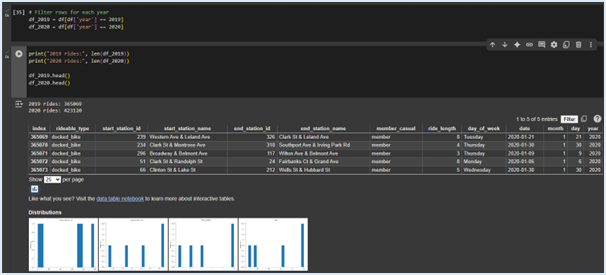 [35] # Filter rows for each year
df_2019 = df[df['year'] == 2019]
df_2020 = df[df['year'] == 2020]
print("2019 rides:", len(df_2019))
print("2020 rides:", len(df_2020))
df_2019.head()
df_2020.head()
2019 rides: 365069
2020 rides: 423120
1 to 5 of 5 entries Filter
index rideable_type start_station_id start_station_name end_station_id end_station_name member_casual ride_length day_of_week date month day year
365069 docked_bike 239 Western Ave & Leland Ave 326 Clark St & Leland Ave member 8 Tuesday 2020-01-21 1 21 2020
365070 docked_bike 234 Clark St & Montrose Ave 318 Southport Ave & Irving Park Rd member 4 Thursday 2020-01-30 1 30 2020
365071 docked_bike 296 Broadway & Belmont Ave 117 Wilton Ave & Belmont Ave member 3 Thursday 2020-01-09 1 9 2020
365072 docked_bike 51 Clark St & Randolph St 24 Fairbanks Ct & Grand Ave member 8 Monday 2020-01-06 1 6 2020
365073 docked_bike 66 Clinton St & Lake St 212 Wells St & Hubbard St member 5 Wednesday 2020-01-30 1 30 2020
Show 25 per page
Like what you see? Visit the data table notebook to learn more about interactive tables.
Distributions